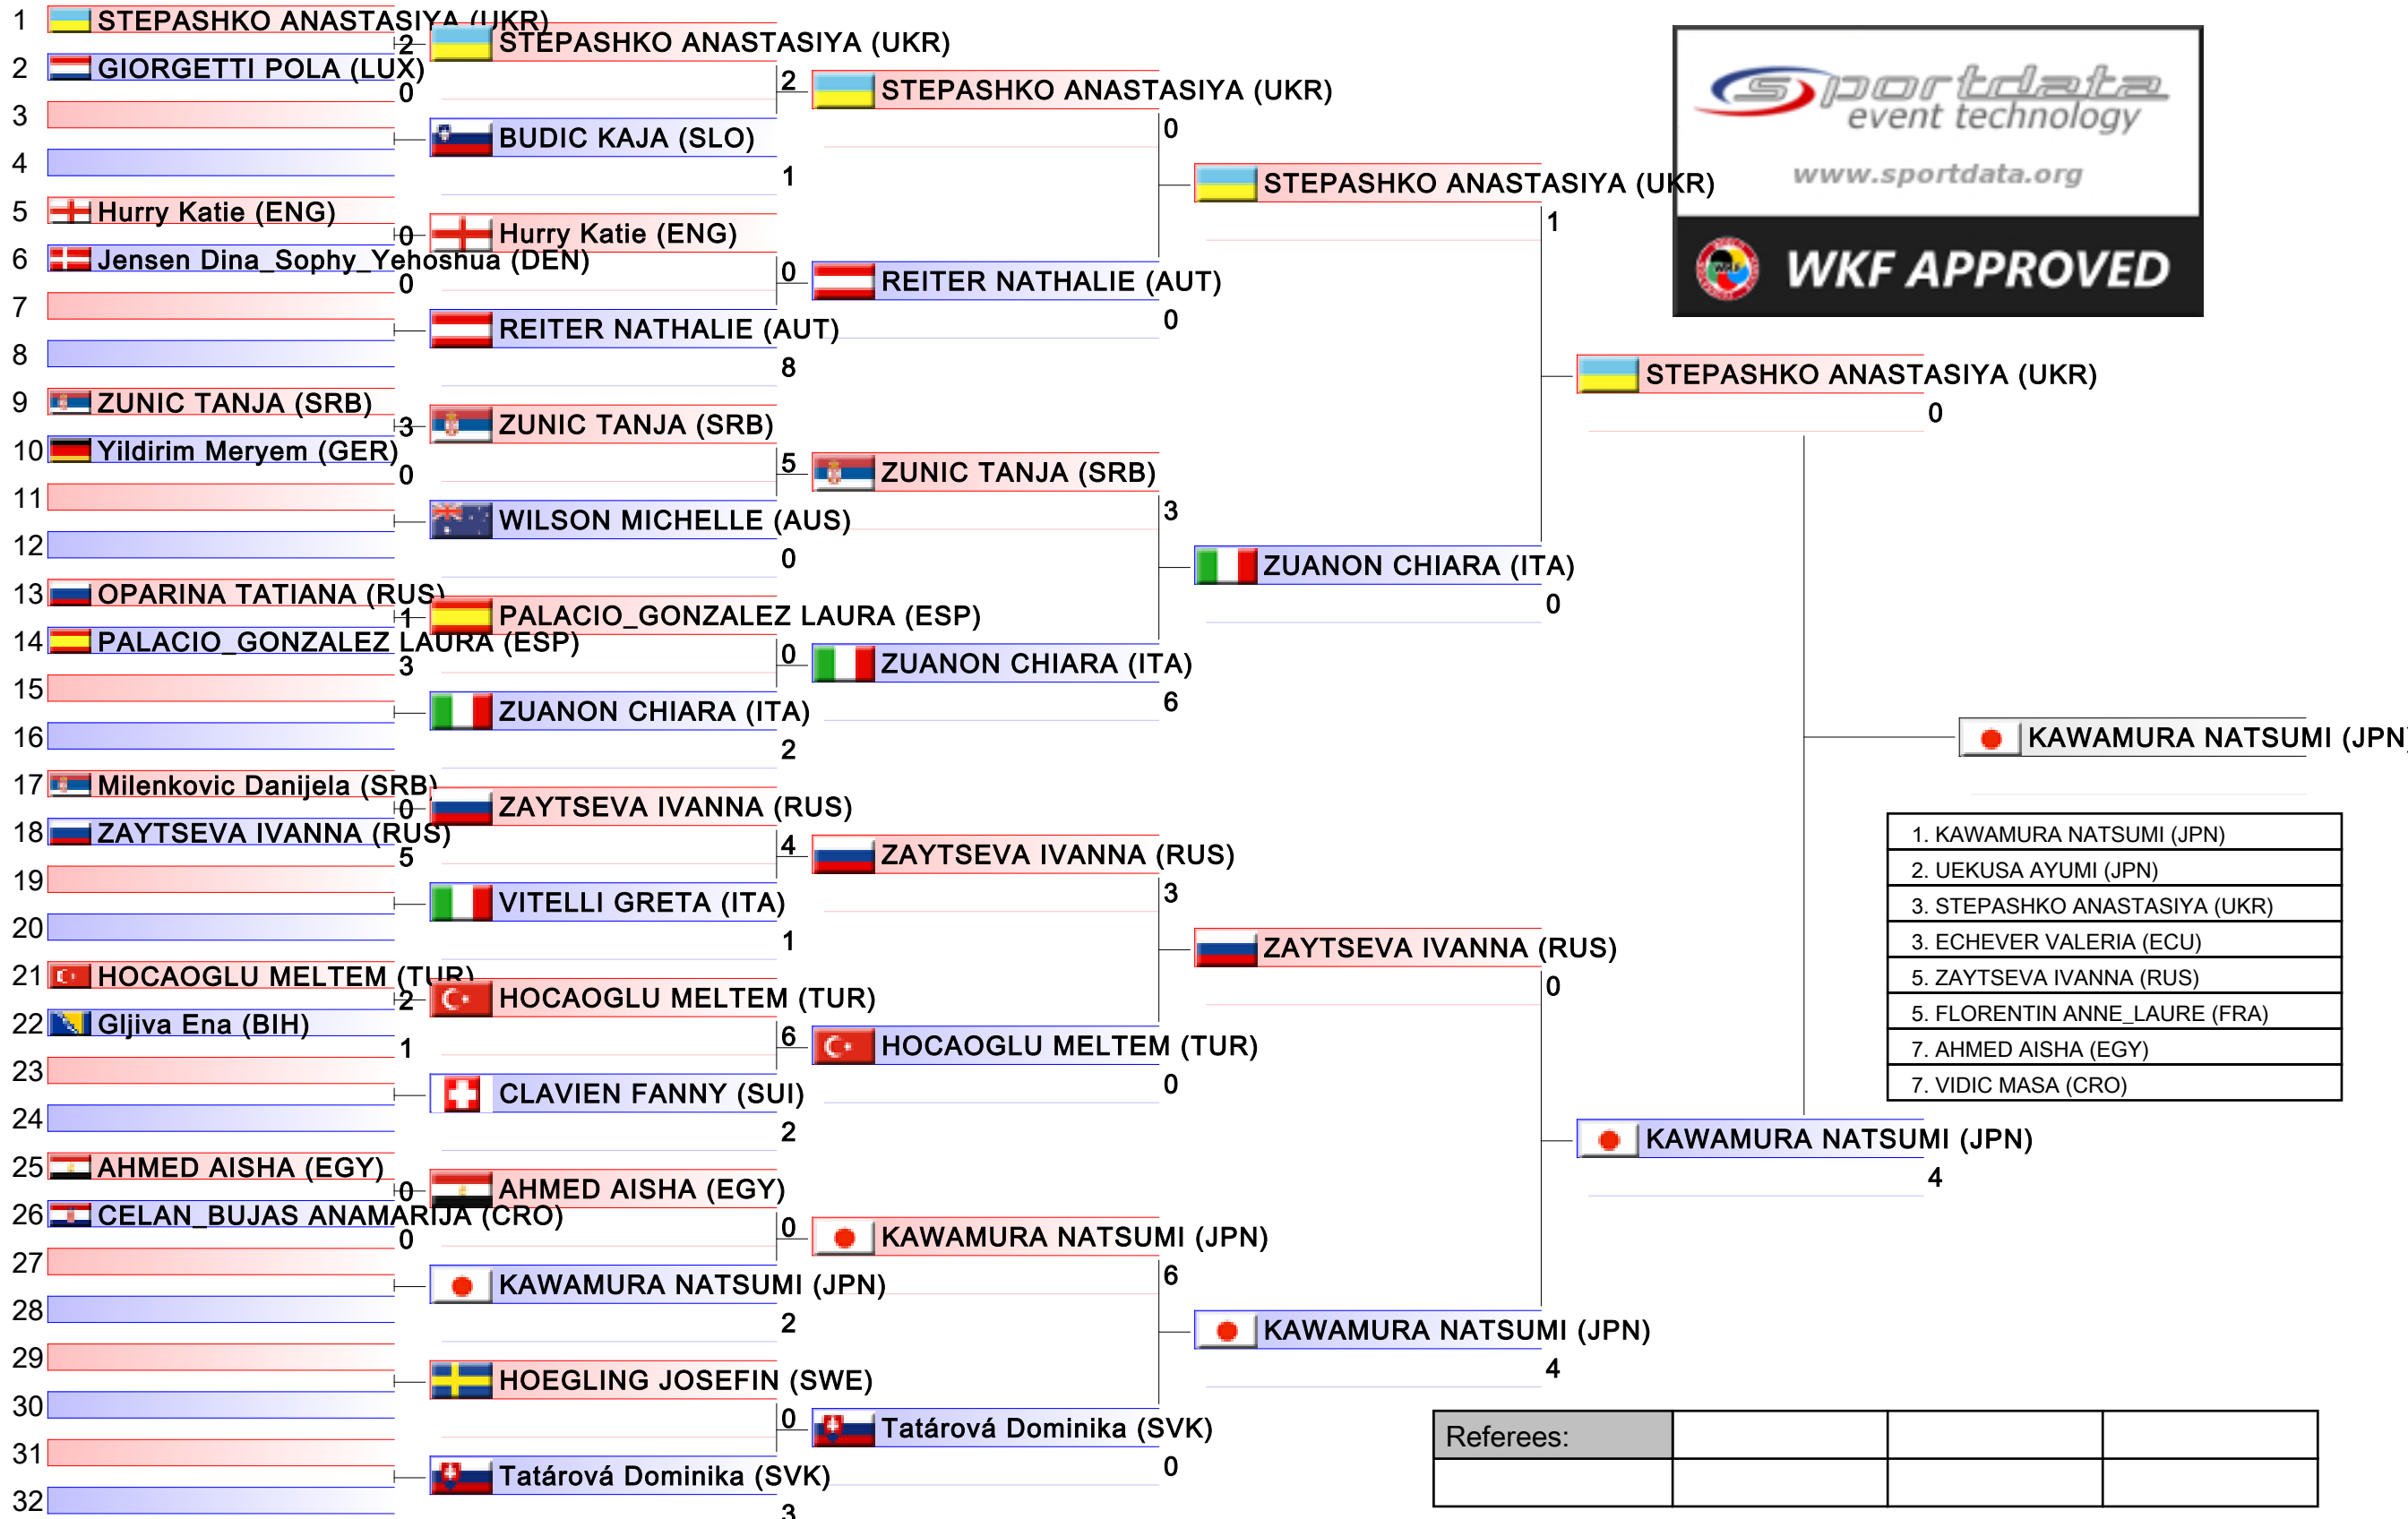 1 STEPASHKO ANASTASIYA (UKR)
2
2 GIORGETTI POLA (LUX)
0
3
4
5 Hurry Katie (ENG)
0
6 Jensen Dina_Sophy_Yehoshua (DEN)
0
7
8
9 ZUNIC TANJA (SRB)
3
10 Yildirim Meryem (GER)
0
11
12
13 OPARINA TATIANA (RUS)
1
14 PALACIO_GONZALEZ LAURA (ESP)
3
15
16
17 Milenkovic Danijela (SRB)
0
18 ZAYTSEVA IVANNA (RUS)
5
19
20
21 HOCAOGLU MELTEM (TUR)
2
22 Gljiva Ena (BIH)
1
23
24
25 AHMED AISHA (EGY)
0
26 CELAN_BUJAS ANAMARIJA (CRO)
0
27
28
29
30
31
32
STEPASHKO ANASTASIYA (UKR)
2
BUDIC KAJA (SLO)
1
Hurry Katie (ENG)
0
REITER NATHALIE (AUT)
8
ZUNIC TANJA (SRB)
5
WILSON MICHELLE (AUS)
0
PALACIO_GONZALEZ LAURA (ESP)
0
ZUANON CHIARA (ITA)
2
ZAYTSEVA IVANNA (RUS)
4
VITELLI GRETA (ITA)
1
HOCAOGLU MELTEM (TUR)
6
CLAVIEN FANNY (SUI)
2
AHMED AISHA (EGY)
0
KAWAMURA NATSUMI (JPN)
2
HOEGLING JOSEFIN (SWE)
0
Tatárová Dominika (SVK)
3
STEPASHKO ANASTASIYA (UKR)
0
REITER NATHALIE (AUT)
0
ZUNIC TANJA (SRB)
3
ZUANON CHIARA (ITA)
6
ZAYTSEVA IVANNA (RUS)
3
HOCAOGLU MELTEM (TUR)
0
KAWAMURA NATSUMI (JPN)
6
Tatárová Dominika (SVK)
0
STEPASHKO ANASTASIYA (UKR)
1
ZUANON CHIARA (ITA)
0
ZAYTSEVA IVANNA (RUS)
0
KAWAMURA NATSUMI (JPN)
4
STEPASHKO ANASTASIYA (UKR)
0
KAWAMURA NATSUMI (JPN)
4
KAWAMURA NATSUMI (JPN)
sportdata
event technology
www.sportdata.org
WKF APPROVED
1. KAWAMURA NATSUMI (JPN)
2. UEKUSA AYUMI (JPN)
3. STEPASHKO ANASTASIYA (UKR)
3. ECHEVER VALERIA (ECU)
5. ZAYTSEVA IVANNA (RUS)
5. FLORENTIN ANNE_LAURE (FRA)
7. AHMED AISHA (EGY)
7. VIDIC MASA (CRO)
Referees: